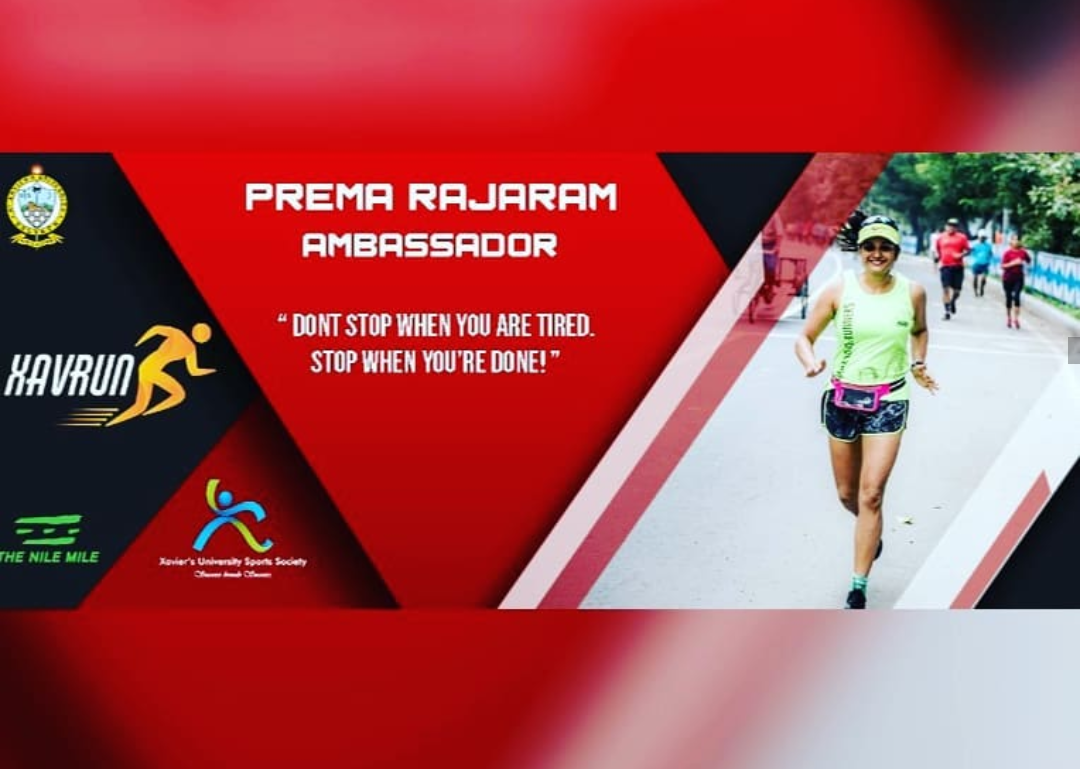 PREMA RAJARAM
AMBASSADOR
“ DONT STOP WHEN YOU ARE TIRED.
STOP WHEN YOU'RE DONE! ”
XAVRUN
THE NILE MILE
Xavier's University Sports Society